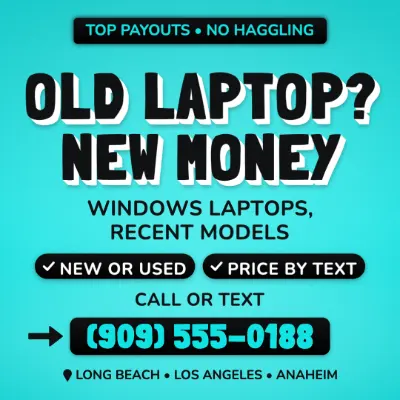 TOP PAYOUTS • NO HAGGLING
OLD LAPTOP?
NEW MONEY
WINDOWS LAPTOPS,
RECENT MODELS
NEW OR USED
PRICE BY TEXT
CALL OR TEXT
(909) 555-0188
LONG BEACH • LOS ANGELES • ANAHEIM